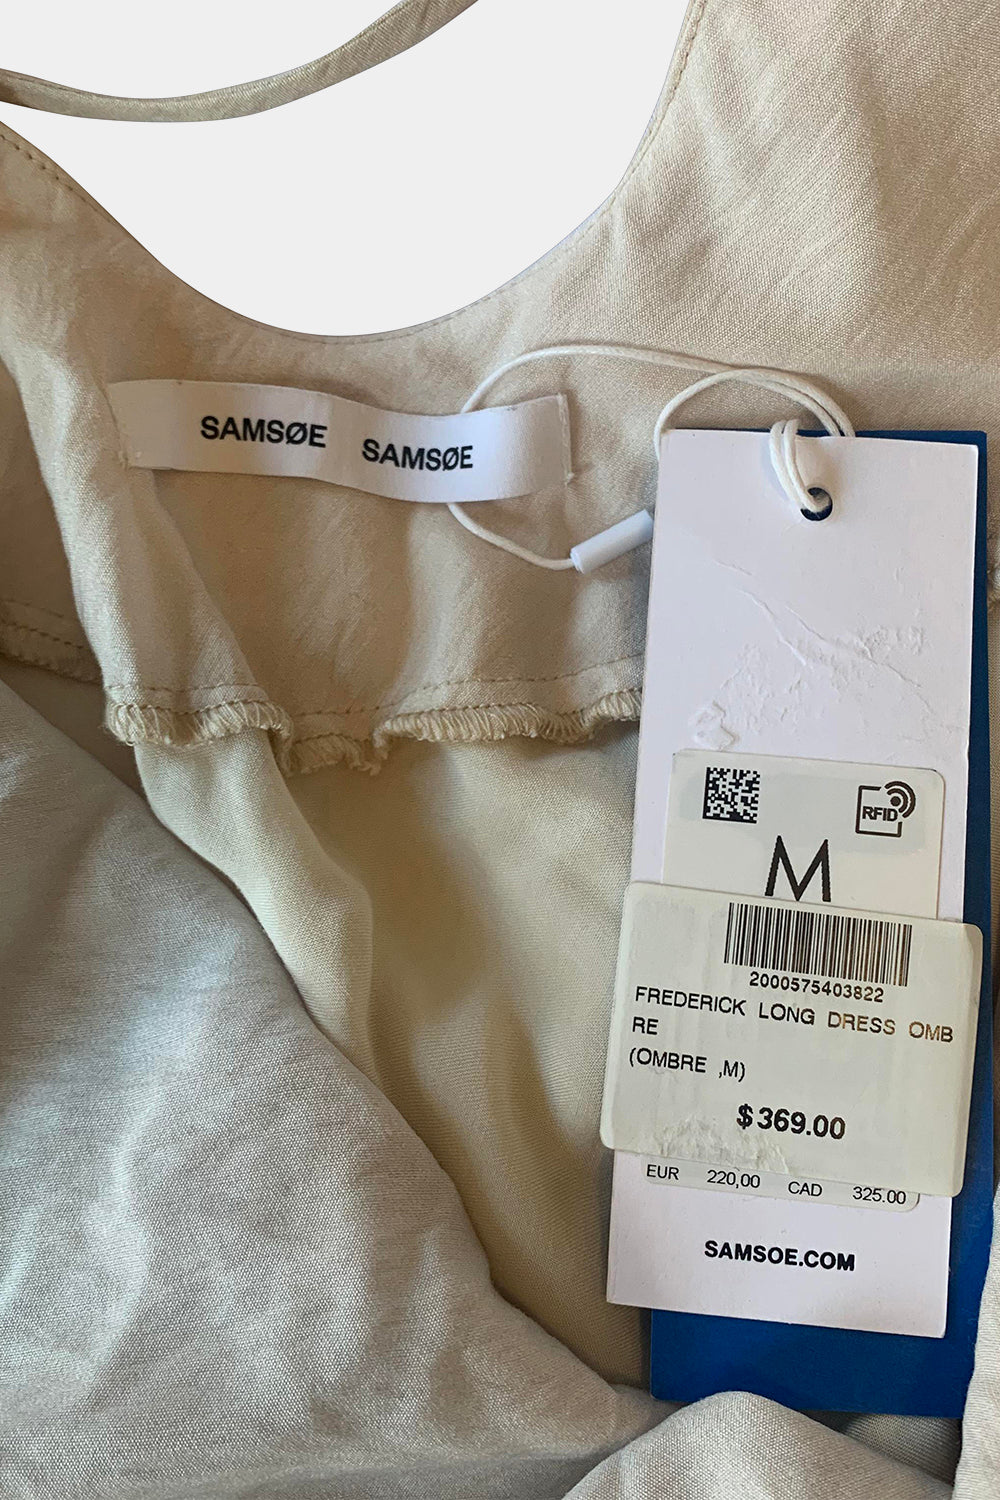 SAMSØE SAMSØE
RFID
M
2000575403822
FREDERICK LONG DRESS OMB
RE
(OMBRE ,M)
$369.00
EUR 220,00 CAD 325.00
SAMSOE.COM